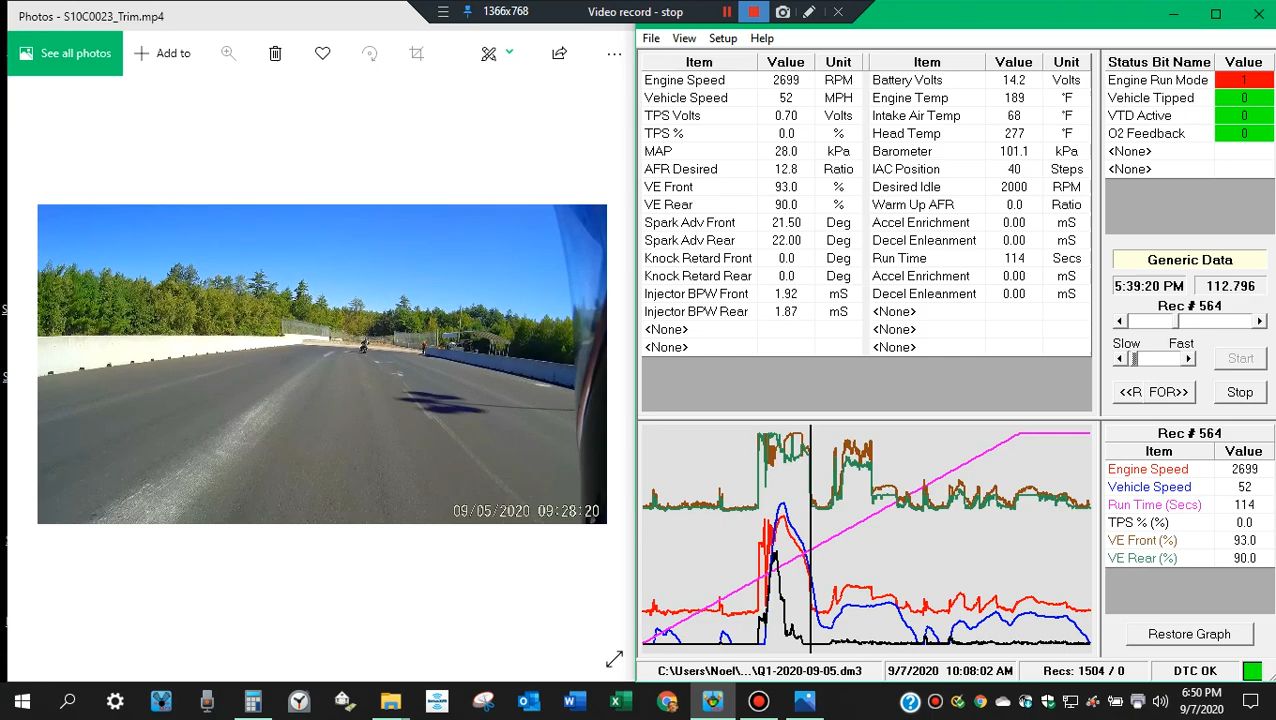 Photos - S10C0023_Trim.mp4
1366x768 Video record - stop
See all photos Add to
File View Setup Help
Item Value Unit Item Value Unit
Engine Speed 2699 RPM Battery Volts 14.2 Volts
Vehicle Speed 52 MPH Engine Temp 189 °F
TPS Volts 0.70 Volts Intake Air Temp 68 °F
TPS % 0.0 % Head Temp 277 °F
MAP 28.0 kPa Barometer 101.1 kPa
AFR Desired 12.8 Ratio IAC Position 40 Steps
VE Front 93.0 % Desired Idle 2000 RPM
VE Rear 90.0 % Warm Up AFR 0.0 Ratio
Spark Adv Front 21.50 Deg Accel Enrichment 0.00 mS
Spark Adv Rear 22.00 Deg Decel Enleanment 0.00 mS
Knock Retard Front 0.0 Deg Run Time 114 Secs
Knock Retard Rear 0.0 Deg Accel Enrichment 0.00 mS
Injector BPW Front 1.92 mS Decel Enleanment 0.00 mS
Injector BPW Rear 1.87 mS <None>
<None> <None>
<None> <None>
Status Bit Name Value
Engine Run Mode 1
Vehicle Tipped 0
VTD Active 0
O2 Feedback 0
<None>
<None>
Generic Data
5:39:20 PM 112.796
Rec # 564
Slow Fast
Start
<<R FOR>> Stop
09/05/2020 09:28:20
Rec # 564
Item Value
Engine Speed 2699
Vehicle Speed 52
Run Time (Secs) 114
TPS % (%) 0.0
VE Front (%) 93.0
VE Rear (%) 90.0
Restore Graph
C:\Users\Noel\...\Q1-2020-09-05.dm3 9/7/2020 10:08:02 AM Recs: 1504 / 0 DTC OK
6:50 PM
9/7/2020